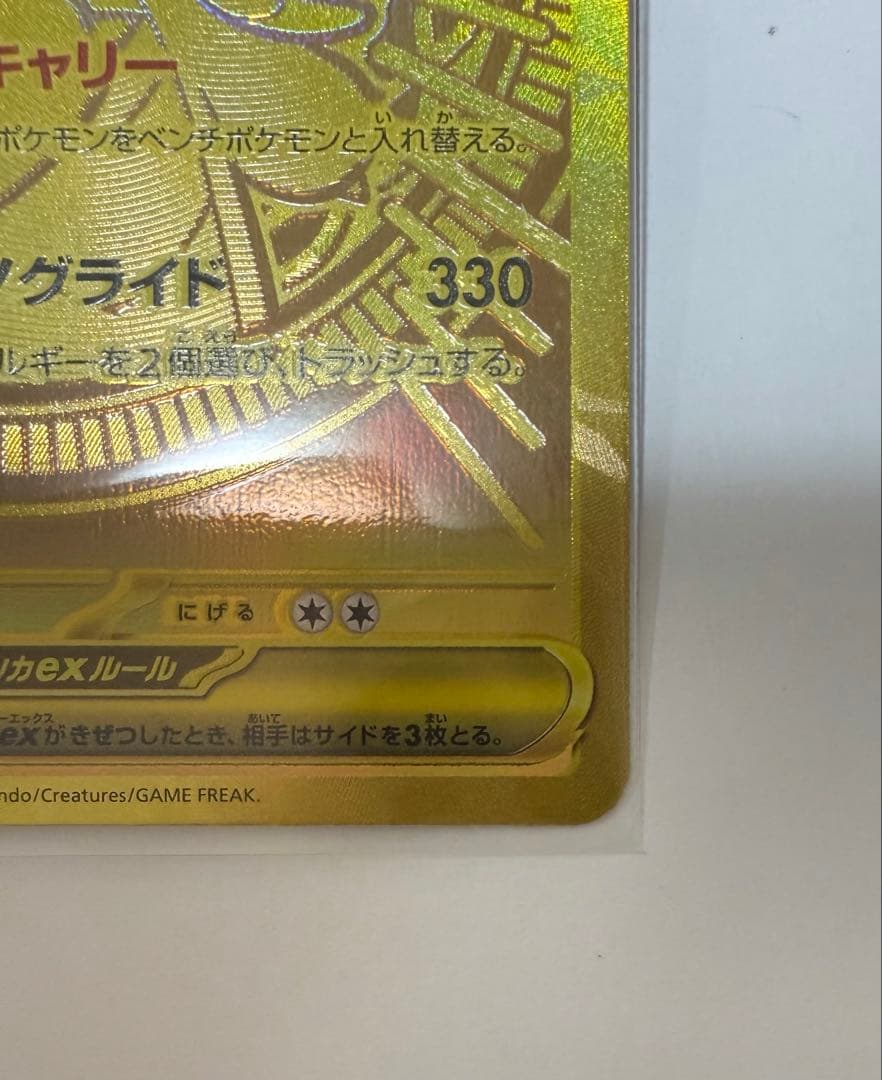 キャリー
ポケモンをベンチポケモンと入れ替える。
グライド 330
ルギーを2個選び、トラッシュする。
にげる
カexルール
exがきぜつしたとき、相手はサイドを3枚とる。
ndo/Creatures/GAME FREAK.